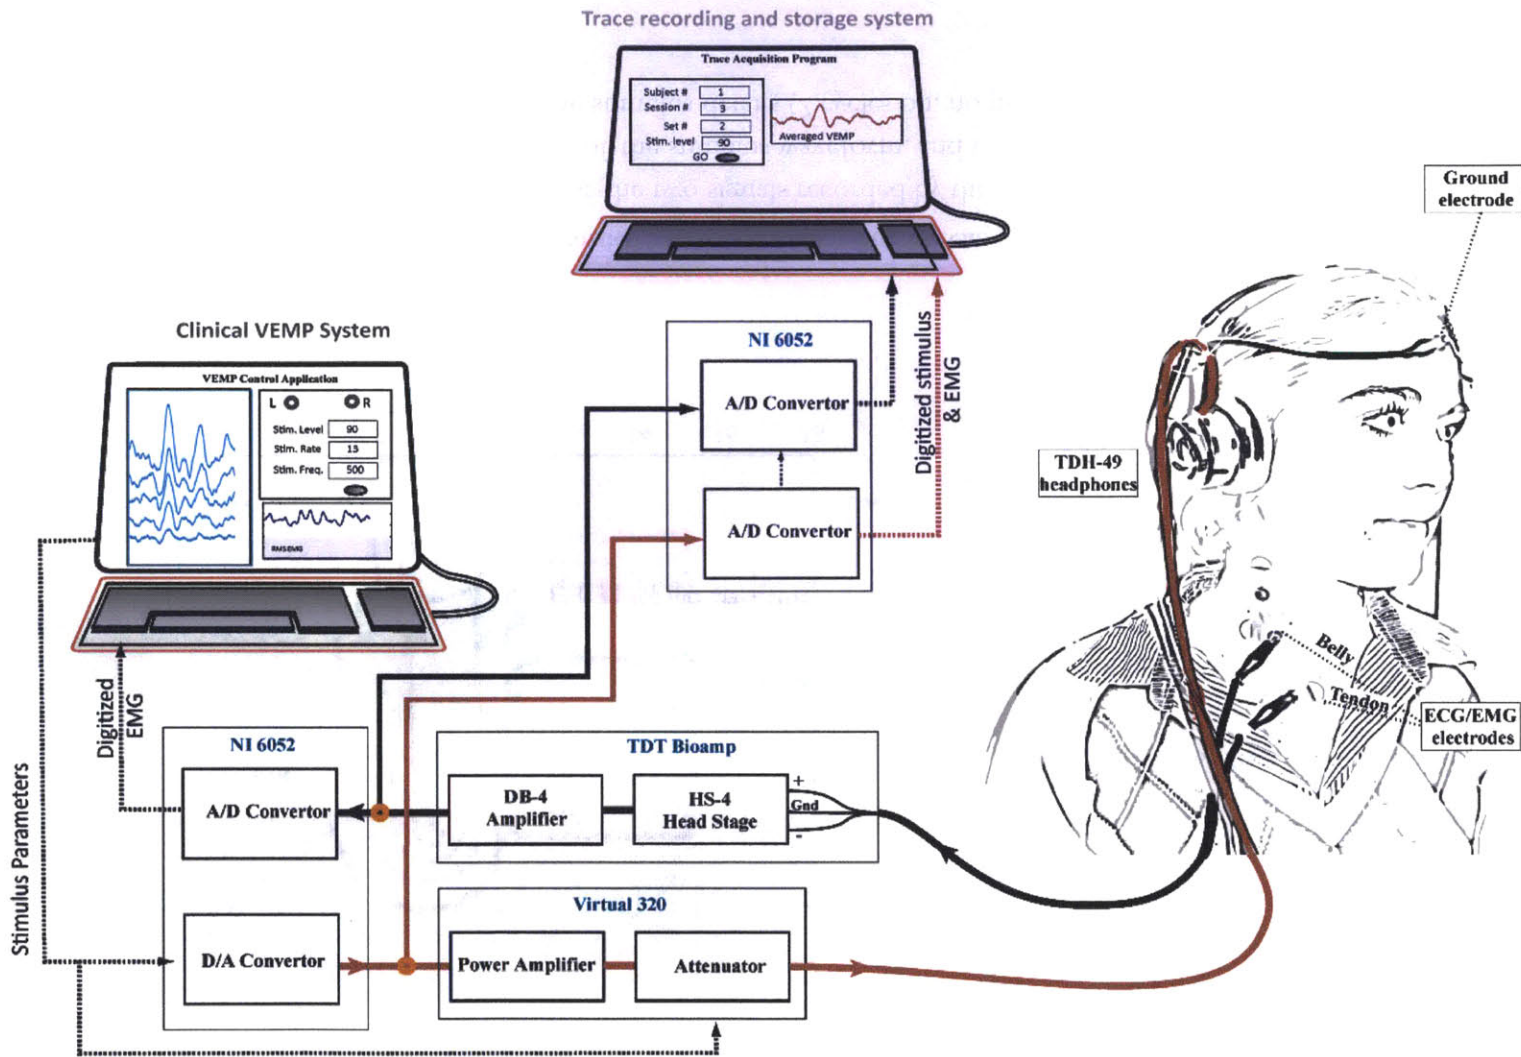 Trace recording and storage system
Trace Acquisition Program
Subject # 1
Session # 3
Set # 2
Stim. level 90
GO
Averaged VEMP
Ground
electrode
Clinical VEMP System
VEMP Control Application
L R
Stim. Level 90
Stim. Rate 13
Stim. Freq. 500
RMS EMG
NI 6052
A/D Convertor
A/D Convertor
Digitized stimulus
& EMG
TDH-49
headphones
Belly
Tendon
ECG/EMG
electrodes
Digitized
EMG
Stimulus Parameters
NI 6052
A/D Convertor
D/A Convertor
TDT Bioamp
DB-4
Amplifier
HS-4
Head Stage
+
Gnd
-
Virtual 320
Power Amplifier
Attenuator